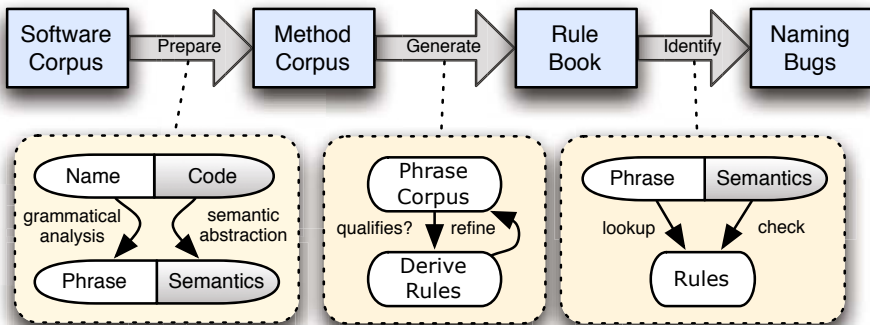 Software
Corpus
Prepare
Method
Corpus
Generate
Rule
Book
Identify
Naming
Bugs
Name
Code
grammatical
analysis
semantic
abstraction
Phrase
Semantics
Phrase
Corpus
qualifies?
refine
Derive
Rules
Phrase
Semantics
lookup
check
Rules